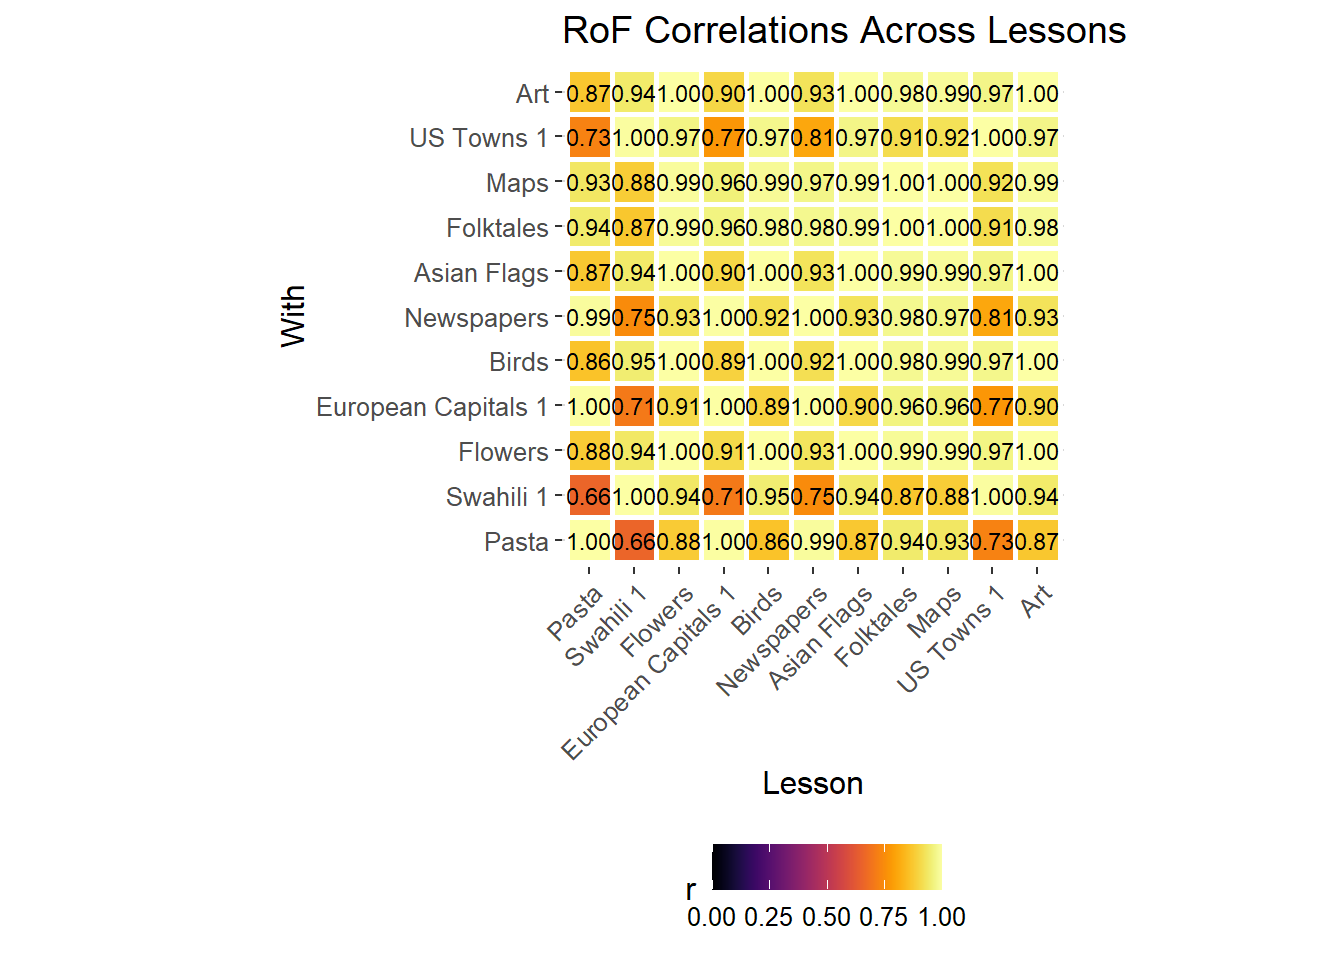 RoF Correlations Across Lessons
With
Art 0.87 0.94 1.00 0.90 1.00 0.93 1.00 0.98 0.99 0.97 1.00
US Towns 1 0.73 1.00 0.97 0.77 0.97 0.81 0.97 0.91 0.92 1.00 0.97
Maps 0.93 0.88 0.99 0.96 0.99 0.97 0.99 1.00 1.00 0.92 0.99
Folktales 0.94 0.87 0.99 0.96 0.98 0.98 0.99 1.00 1.00 0.91 0.98
Asian Flags 0.87 0.94 1.00 0.90 1.00 0.93 1.00 0.99 0.99 0.97 1.00
Newspapers 0.99 0.75 0.93 1.00 0.92 1.00 0.93 0.98 0.97 0.81 0.93
Birds 0.86 0.95 1.00 0.89 1.00 0.92 1.00 0.98 0.99 0.97 1.00
European Capitals 1 1.00 0.71 0.91 1.00 0.89 1.00 0.90 0.96 0.96 0.77 0.90
Flowers 0.88 0.94 1.00 0.91 1.00 0.93 1.00 0.99 0.99 0.97 1.00
Swahili 1 0.66 1.00 0.94 0.71 0.95 0.75 0.94 0.87 0.88 1.00 0.94
Pasta 1.00 0.66 0.88 1.00 0.86 0.99 0.87 0.94 0.93 0.73 0.87
Pasta
Swahili 1
Flowers
European Capitals 1
Birds
Newspapers
Asian Flags
Folktales
Maps
US Towns 1
Art
Lesson
r
0.00 0.25 0.50 0.75 1.00